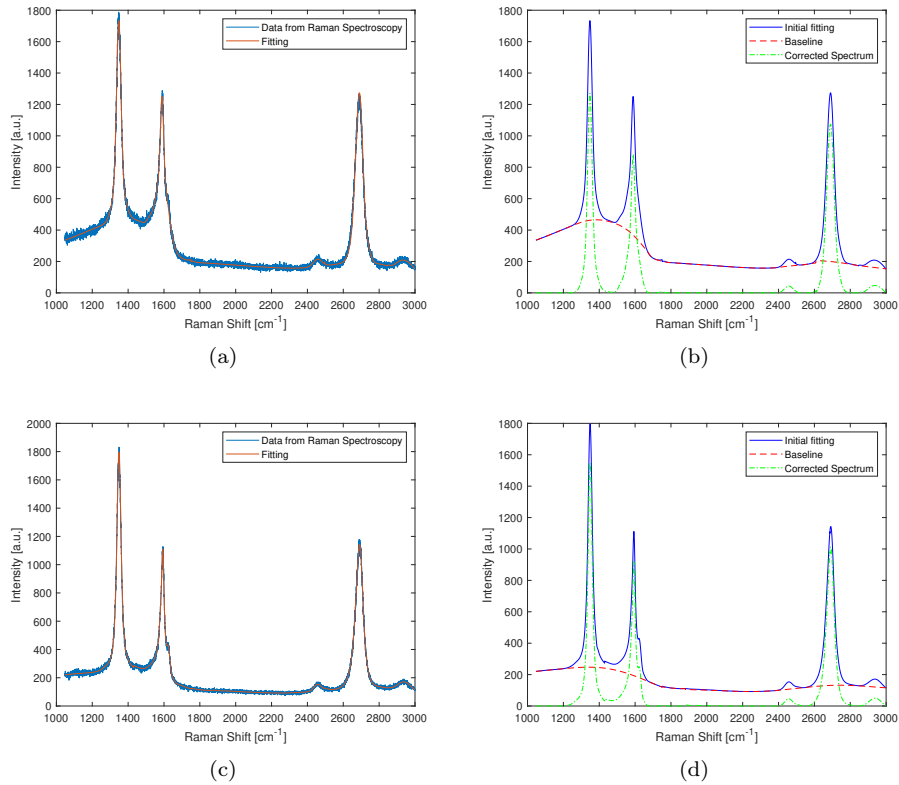 1800
1600
1400
1200
1000
800
600
400
200
0
Intensity [a.u.]
Data from Raman Spectroscopy
Fitting
1000 1200 1400 1600 1800 2000 2200 2400 2600 2800 3000
Raman Shift [cm-1]
(a)
1800
1600
1400
1200
1000
800
600
400
200
0
Intensity [a.u.]
Initial fitting
Baseline
Corrected Spectrum
1000 1200 1400 1600 1800 2000 2200 2400 2600 2800 3000
Raman Shift [cm-1]
(b)
2000
1800
1600
1400
1200
1000
800
600
400
200
0
Intensity [a.u.]
Data from Raman Spectroscopy
Fitting
1000 1200 1400 1600 1800 2000 2200 2400 2600 2800 3000
Raman Shift [cm-1]
(c)
1800
1600
1400
1200
1000
800
600
400
200
0
Intensity [a.u.]
Initial fitting
Baseline
Corrected Spectrum
1000 1200 1400 1600 1800 2000 2200 2400 2600 2800 3000
Raman Shift [cm-1]
(d)